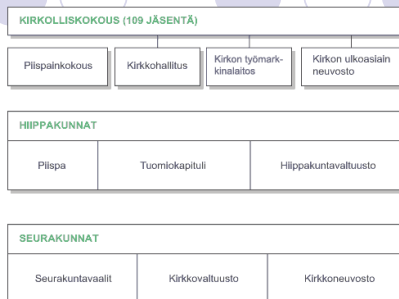 KIRKOLLISKOKOUS (109 JÄSENTÄ)
Piispainkokous
Kirkkohallitus
Kirkon työmark-
kinalaitos
Kirkon ulkoasiain
neuvosto
HIIPPAKUNNAT
Piispa
Tuomiokapituli
Hiippakuntavaltuusto
SEURAKUNNAT
Seurakuntavaalit
Kirkkovaltuusto
Kirkkoneuvosto